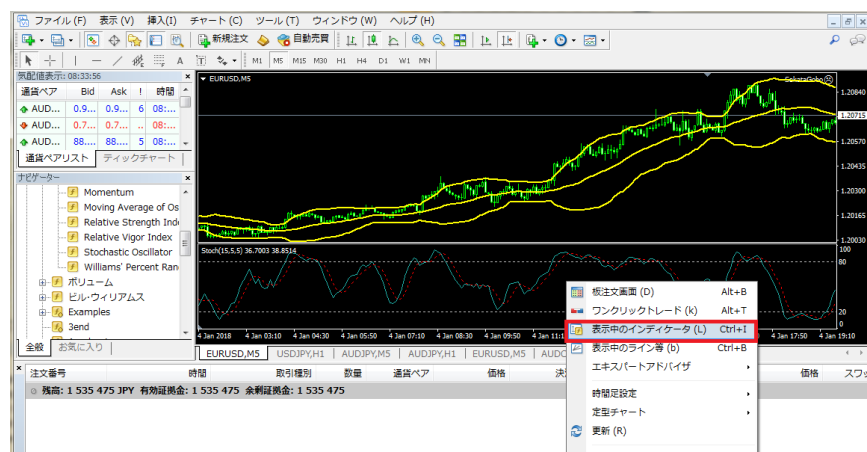 ファイル (F) 表示 (V) 挿入(I) チャート (C) ツール (T) ウィンドウ (W) ヘルプ (H)
新規注文 自動売買
A T M1 M5 M15 M30 H1 H4 D1 W1 MN
気配値表示: 08:33:56
通貨ペア Bid Ask ! 時間
AUD... 0.9... 0.9... 6 08:...
AUD... 0.7... 0.7... .. 08:...
AUD... 88.... 88.... 5 08:...
通貨ペアリスト ティックチャート
ナビゲーター
Momentum
Moving Average of Os
Relative Strength Inde
Relative Vigor Index
Stochastic Oscillator
Williams' Percent Ran
ボリューム
ビル・ウィリアムス
Examples
3end
全般 お気に入り
EURUSD,M5
SakataGoho
1.20840
1.20715
1.20570
1.20435
1.20300
1.20165
1.20030
Stoch(15,5,5) 36.7003 38.8514
100
80
20
0
4 Jan 2018 4 Jan 03:10 4 Jan 04:30 4 Jan 05:50 4 Jan 07:10 4 Jan 08:30 4 Jan 09:50 4 Jan 11:1 4 Jan 17:50 4 Jan 19:10
EURUSD,M5 USDJPY,H1 AUDJPY,M5 AUDJPY,H1 EURUSD,M5 AUDC
板注文画面 (D) Alt+B
ワンクリックトレード (k) Alt+T
表示中のインディケータ (L) Ctrl+I
表示中のライン等 (b) Ctrl+B
エキスパートアドバイザ
時間足設定
定型チャート
更新 (R)
注文番号 時間 取引種別 数量 通貨ペア 価格 決 価格 スワッ
残高: 1 535 475 JPY 有効証拠金: 1 535 475 余剰証拠金: 1 535 475